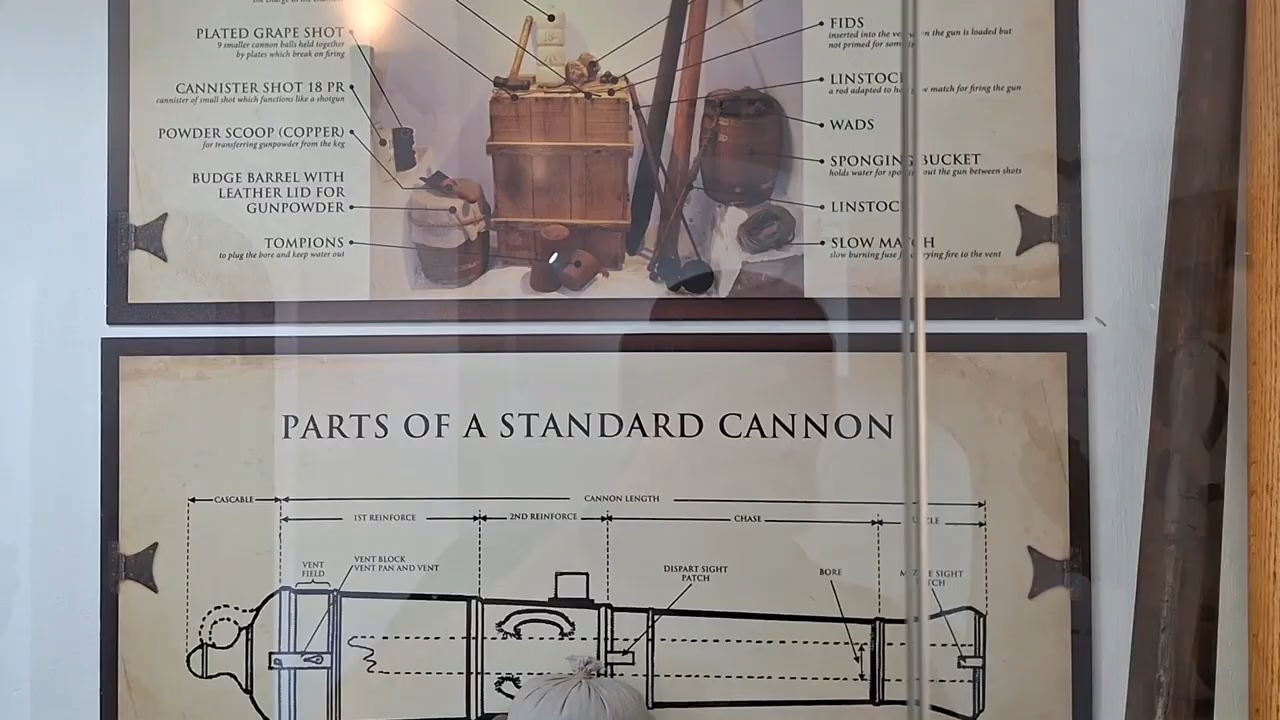 PLATED GRAPE SHOT
9 smaller cannon balls held together
by plates which break on firing
CANNISTER SHOT 18 PR
cannister of small shot which functions like a shotgun
POWDER SCOOP (COPPER)
for transferring gunpowder from the keg
BUDGE BARREL WITH
LEATHER LID FOR
GUNPOWDER
TOMPIONS
to plug the bore and keep water out
FIDS
inserted into the the gun is loaded but
not primed for
LINSTOCK
a rod adapted to match for firing the gun
WADS
SPONGING BUCKET
holds water for out the gun between shots
LINSTOCK
SLOW MATCH
slow burning fuse fire to the vent
PARTS OF A STANDARD CANNON
CASCABLE
CANNON LENGTH
1ST REINFORCE
2ND REINFORCE
CHASE
VENT
FIELD
VENT BLOCK
VENT PAN AND VENT
DISPART SIGHT
PATCH
BORE
SIGHT